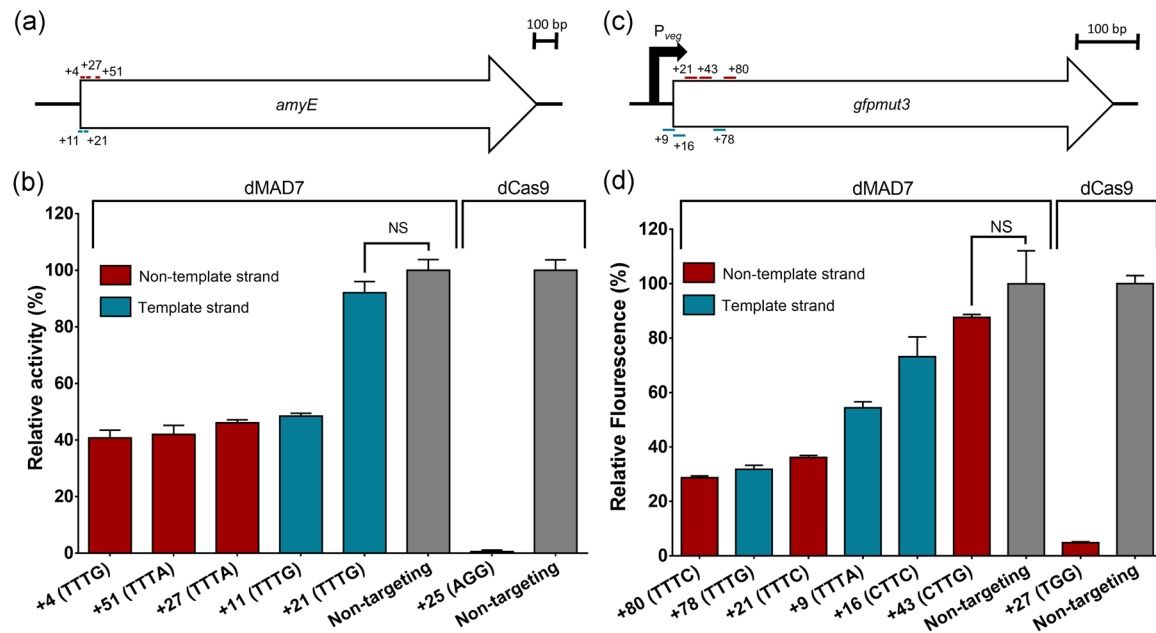 (a)
100 bp
+27
+4
+51
amyE
+11
+21
(b)
dMAD7
dCas9
NS
Non-template strand
Template strand
Relative activity (%)
120
100
80
60
40
20
0
+4 (TTTG)
+51 (TTTA)
+27 (TTTA)
+11 (TTTG)
+21 (TTTG)
Non-targeting
+25 (AGG)
Non-targeting
(c)
100 bp
Pveg
+21
+43
+80
gfpmut3
+9
+16
+78
(d)
dMAD7
dCas9
NS
Non-template strand
Template strand
Relative Flourescence (%)
120
100
80
60
40
20
0
+80 (TTTC)
+78 (TTTG)
+21 (TTTC)
+9 (TTTA)
+16 (CTTC)
+43 (CTTG)
Non-targeting
+27 (TGG)
Non-targeting